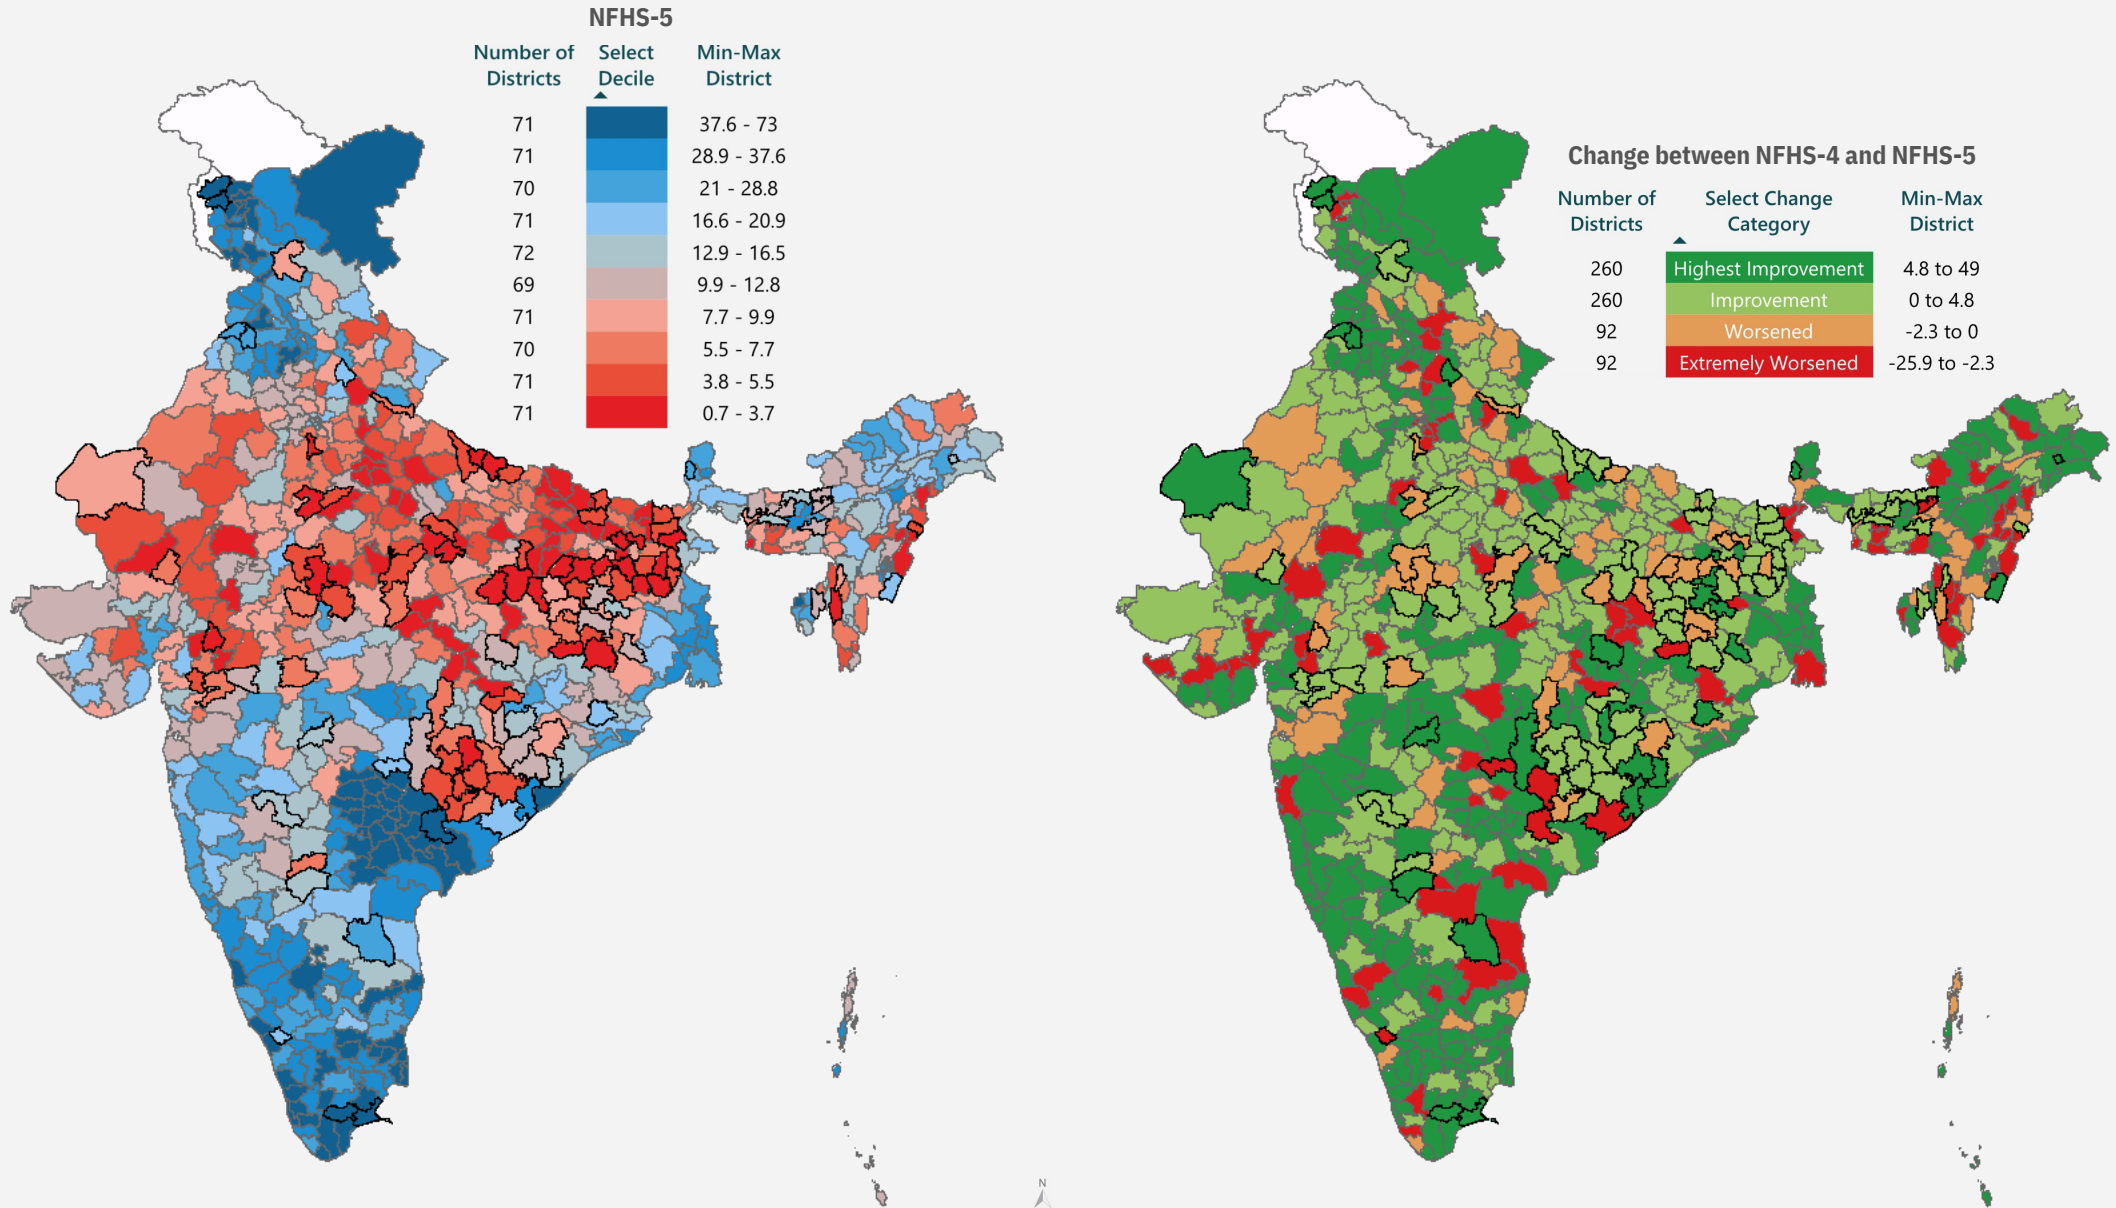 NFHS-5
Number of Districts Select Decile Min-Max District
71 37.6 - 73
71 28.9 - 37.6
70 21 - 28.8
71 16.6 - 20.9
72 12.9 - 16.5
69 9.9 - 12.8
71 7.7 - 9.9
70 5.5 - 7.7
71 3.8 - 5.5
71 0.7 - 3.7
Change between NFHS-4 and NFHS-5
Number of Districts Select Change Category Min-Max District
260 Highest Improvement 4.8 to 49
260 Improvement 0 to 4.8
92 Worsened -2.3 to 0
92 Extremely Worsened -25.9 to -2.3
N